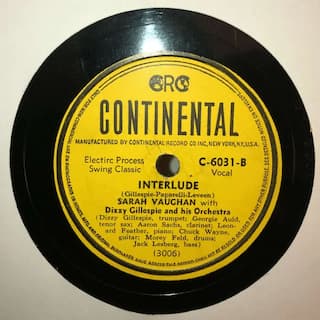 CRC
CONTINENTAL
MANUFACTURED BY CONTINENTAL RECORD CO INC, NEW YORK, N.Y. U.S.A.
Electric Process
Swing Classic
C-6031-B
Vocal
INTERLUDE
(Gillespie-Paparelli-Leveen)
SARAH VAUGHAN with
Dizzy Gillespie and his Orchestra
(Dizzy Gillespie, trumpet; Georgie Auld,
tenor sax; Aaron Sachs, clarinet; Leon-
ard Feather, piano; Chuck Wayne,
guitar; Morey Feld, drums;
Jack Lesberg, bass)
(3006)